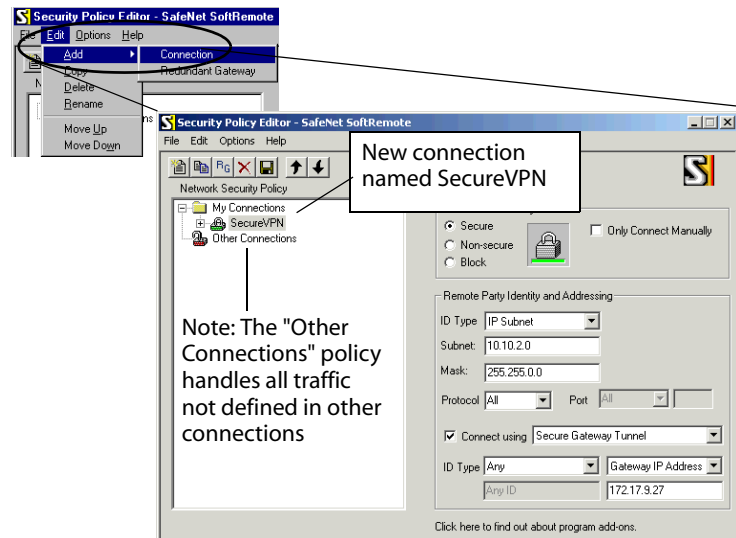 Security Policy Editor - SafeNet SoftRemote
File Edit Options Help
Add
Connection
Copy
Redundant Gateway
Delete
Rename
Move Up
Move Down
N
ns
Security Policy Editor - SafeNet SoftRemote
File Edit Options Help
RG
S
Network Security Policy
New connection
named SecureVPN
My Connections
SecureVPN
Other Connections
Note: The "Other
Connections" policy
handles all traffic
not defined in other
connections
Secure
Non-secure
Block
Only Connect Manually
Remote Party Identity and Addressing
ID Type IP Subnet
Subnet: 10.10.2.0
Mask: 255.255.0.0
Protocol All Port All
Connect using Secure Gateway Tunnel
ID Type Any Gateway IP Address
Any ID 172.17.9.27
Click here to find out about program add-ons.